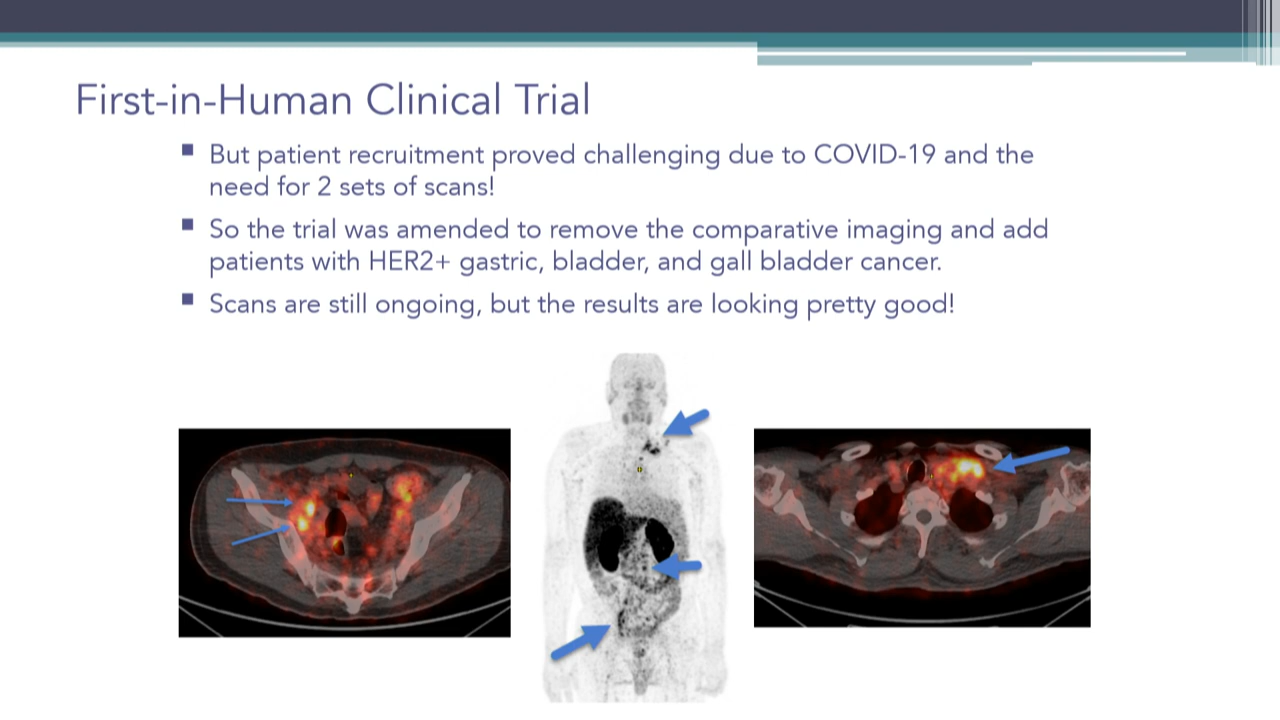 First-in-Human Clinical Trial
But patient recruitment proved challenging due to COVID-19 and the
need for 2 sets of scans!
So the trial was amended to remove the comparative imaging and add
patients with HER2+ gastric, bladder, and gall bladder cancer.
Scans are still ongoing, but the results are looking pretty good!